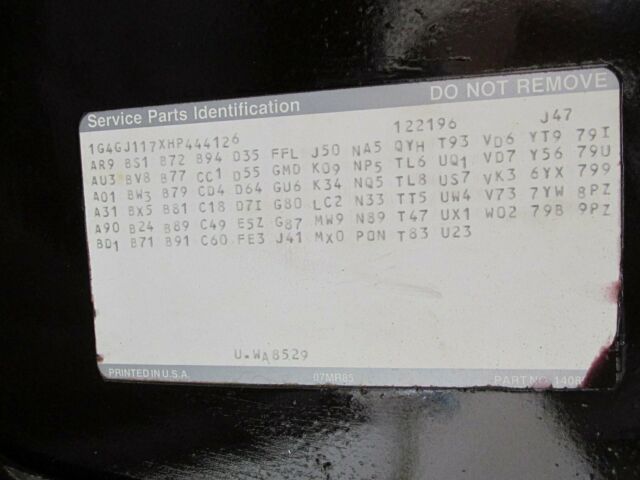 Service Parts Identification DO NOT REMOVE
1G4GJ117XHP444126 122196 J47
AR9 BS1 B72 B94 D35 FFL J50 NA5 QYH T93 VD6 YT9 79I
AU3 BV8 B77 CC1 D55 GMD K09 NP5 TL6 UQ1 VD7 Y56 79U
A01 BW3 B79 CD4 D64 GU6 K34 NQ5 TL8 US7 VK3 6YX 799
A31 BX5 B81 C18 D7I G80 LC2 N33 TT5 UW4 V73 7YW 8PZ
A90 B24 B89 C49 E5Z G87 MW9 N89 T47 UX1 W02 79B 9PZ
BD1 B71 B91 C60 FE3 J41 MX0 PON T83 U23
U-WA8529
PRINTED IN U.S.A. 07MR85 PART NO. 1408